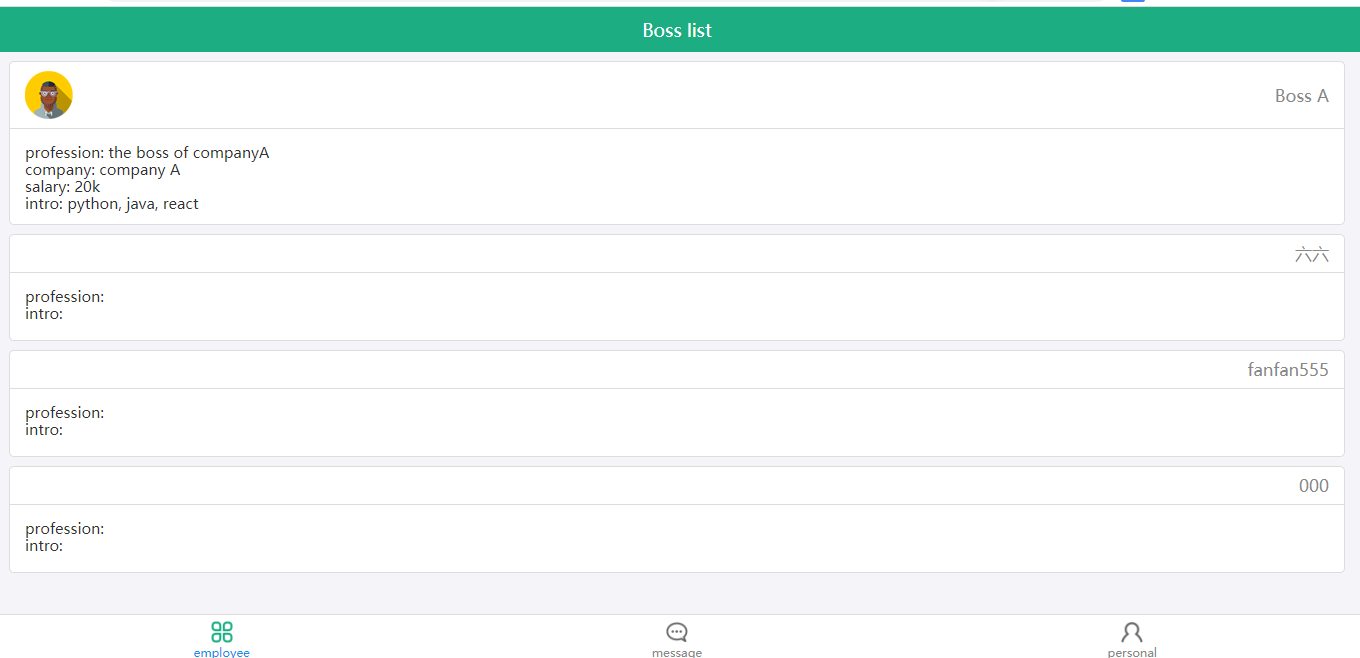 Boss list
Boss A
profession: the boss of companyA
company: company A
salary: 20k
intro: python, java, react
六六
profession:
intro:
fanfan555
profession:
intro:
000
profession:
intro:
employee
message
personal